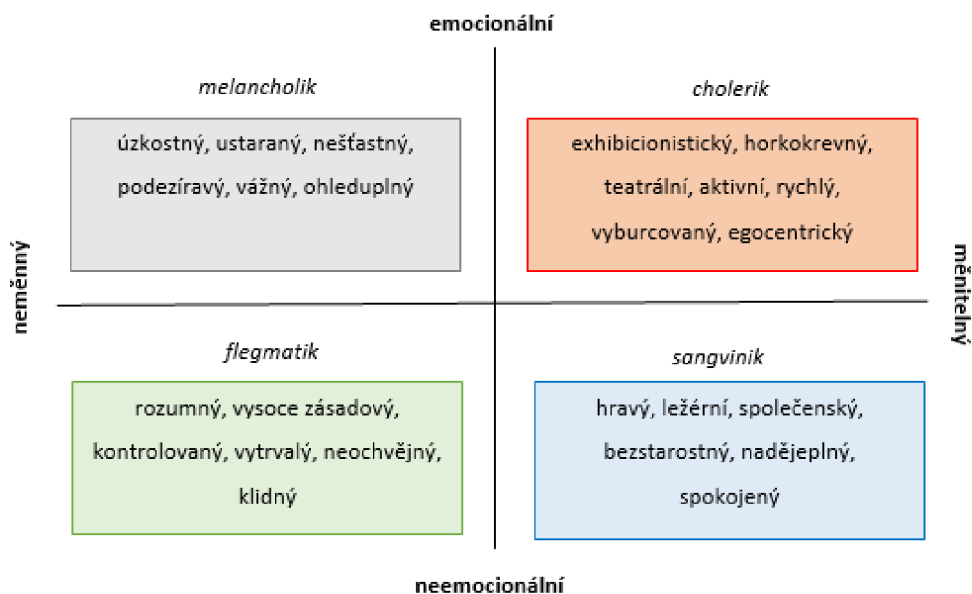 emocionální
melancholik
úzkostný, ustaraný, nešťastný,
podezíravý, vážný, ohleduplný
cholerik
exhibicionistický, horkokrevný,
teatrální, aktivní, rychlý,
vyburcovaný, egocentrický
neměnný
měnitelný
flegmatik
rozumný, vysoce zásadový,
kontrolovaný, vytrvalý, neochvějný,
klidný
sangvinik
hravý, ležérní, společenský,
bezstarostný, nadějeplný,
spokojený
neemocionální